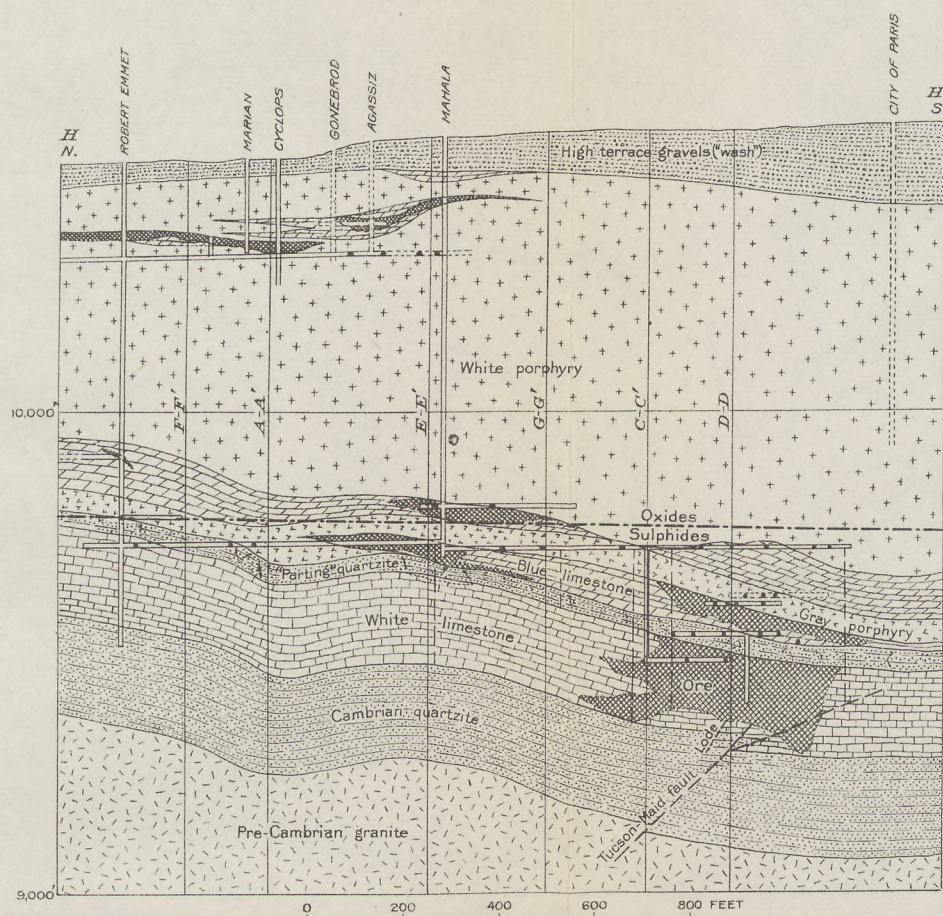 ROBERT EMMET
MARIAN
CYCLOPS
GONEBROD
AGASSIZ
MAHALA
CITY OF PARIS
H
N.
H
S
High terrace gravels ("wash")
White porphyry
10,000'
F-F'
A-A'
E-E'
G-G'
C-C'
D-D
Oxides
Sulphides
"Parting" quartzite
Blue limestone
Gray porphyry
White limestone
Ore
Cambrian quartzite
Tucson-Maid fault
Lode
Pre-Cambrian granite
9,000'
0 200 400 600 800 FEET